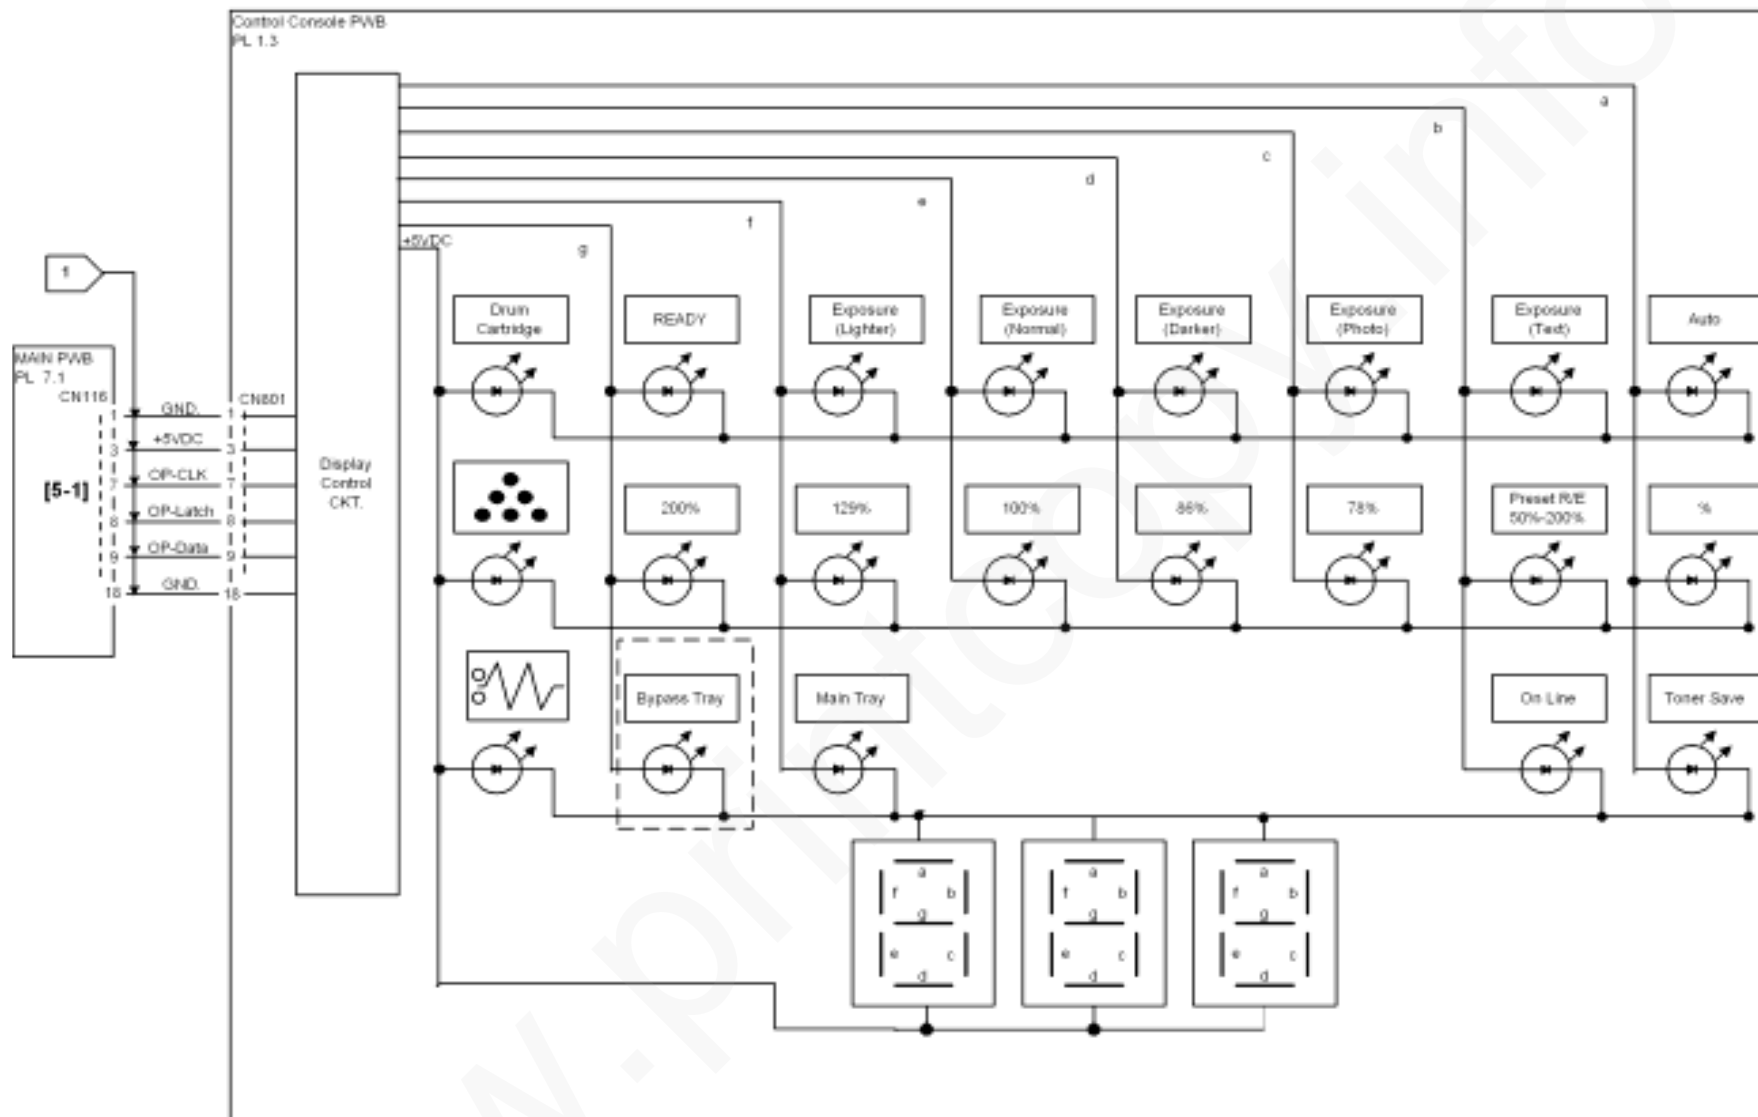 Control Console PWB
PL 1.3
a
b
c
d
e
f
g
+5VDC
1
Drum
Cartridge
READY
Exposure
(Lighter)
Exposure
(Normal)
Exposure
(Darker)
Exposure
(Photo)
Exposure
(Text)
Auto
MAIN PWB
PL 7.1
CN116
CN801
1 GND. 1
3 +5VDC 3
7 OP-CLK 7
[5-1]
8 OP-Latch 8
9 OP-Data 9
18 GND. 18
Display
Control
CKT.
200%
129%
100%
86%
78%
Preset R/E
50%-200%
%
Bypass Tray
Main Tray
On Line
Toner Save
a
f b
g
e c
d
a
f b
g
e c
d
a
f b
g
e c
d
w.printcopy.info